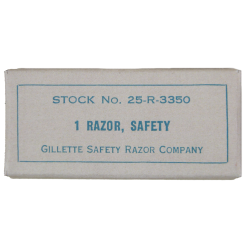 STOCK No. 25-R-3350
1 RAZOR, SAFETY
GILLETTE SAFETY RAZOR COMPANY